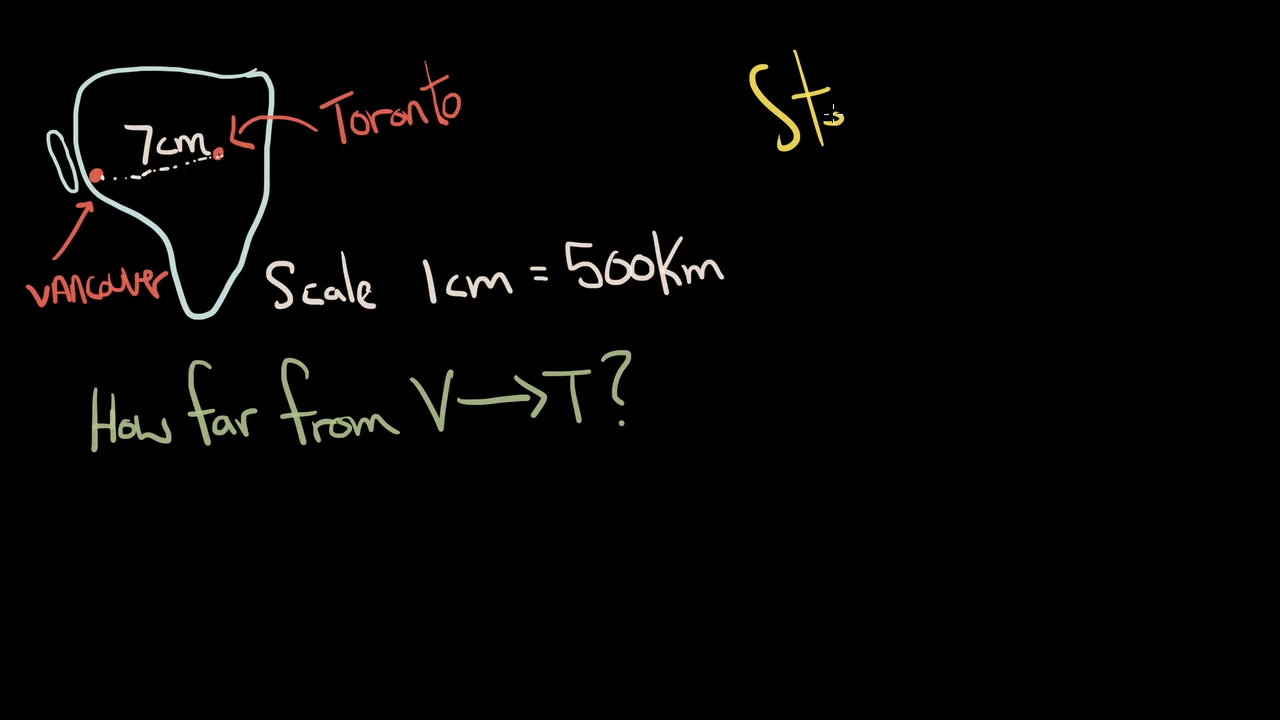 Toronto
7cm
VANCOUVER
Scale 1cm = 500Km
How far from V→T?
St